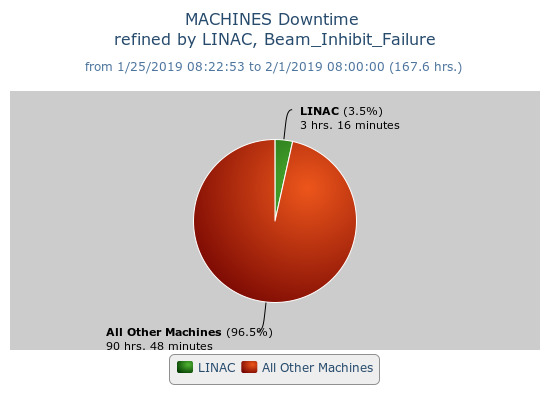 MACHINES Downtime
refined by LINAC, Beam_Inhibit_Failure
from 1/25/2019 08:22:53 to 2/1/2019 08:00:00 (167.6 hrs.)
LINAC (3.5%)
3 hrs. 16 minutes
All Other Machines (96.5%)
90 hrs. 48 minutes
LINAC All Other Machines